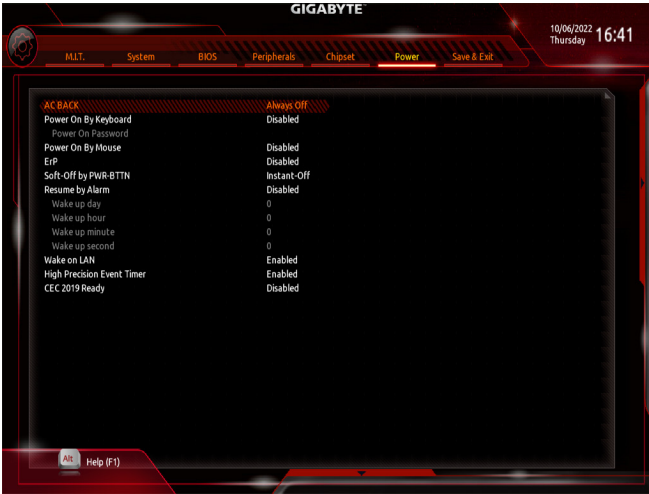 GIGABYTE
10/06/2022 Thursday 16:41
M.I.T. System BIOS Peripherals Chipset Power Save & Exit
AC BACK Always Off
Power On By Keyboard Disabled
Power On Password
Power On By Mouse Disabled
ErP Disabled
Soft-Off by PWR-BTTN Instant-Off
Resume by Alarm Disabled
Wake up day 0
Wake up hour 0
Wake up minute 0
Wake up second 0
Wake on LAN Enabled
High Precision Event Timer Enabled
CEC 2019 Ready Disabled
Alt Help (F1)